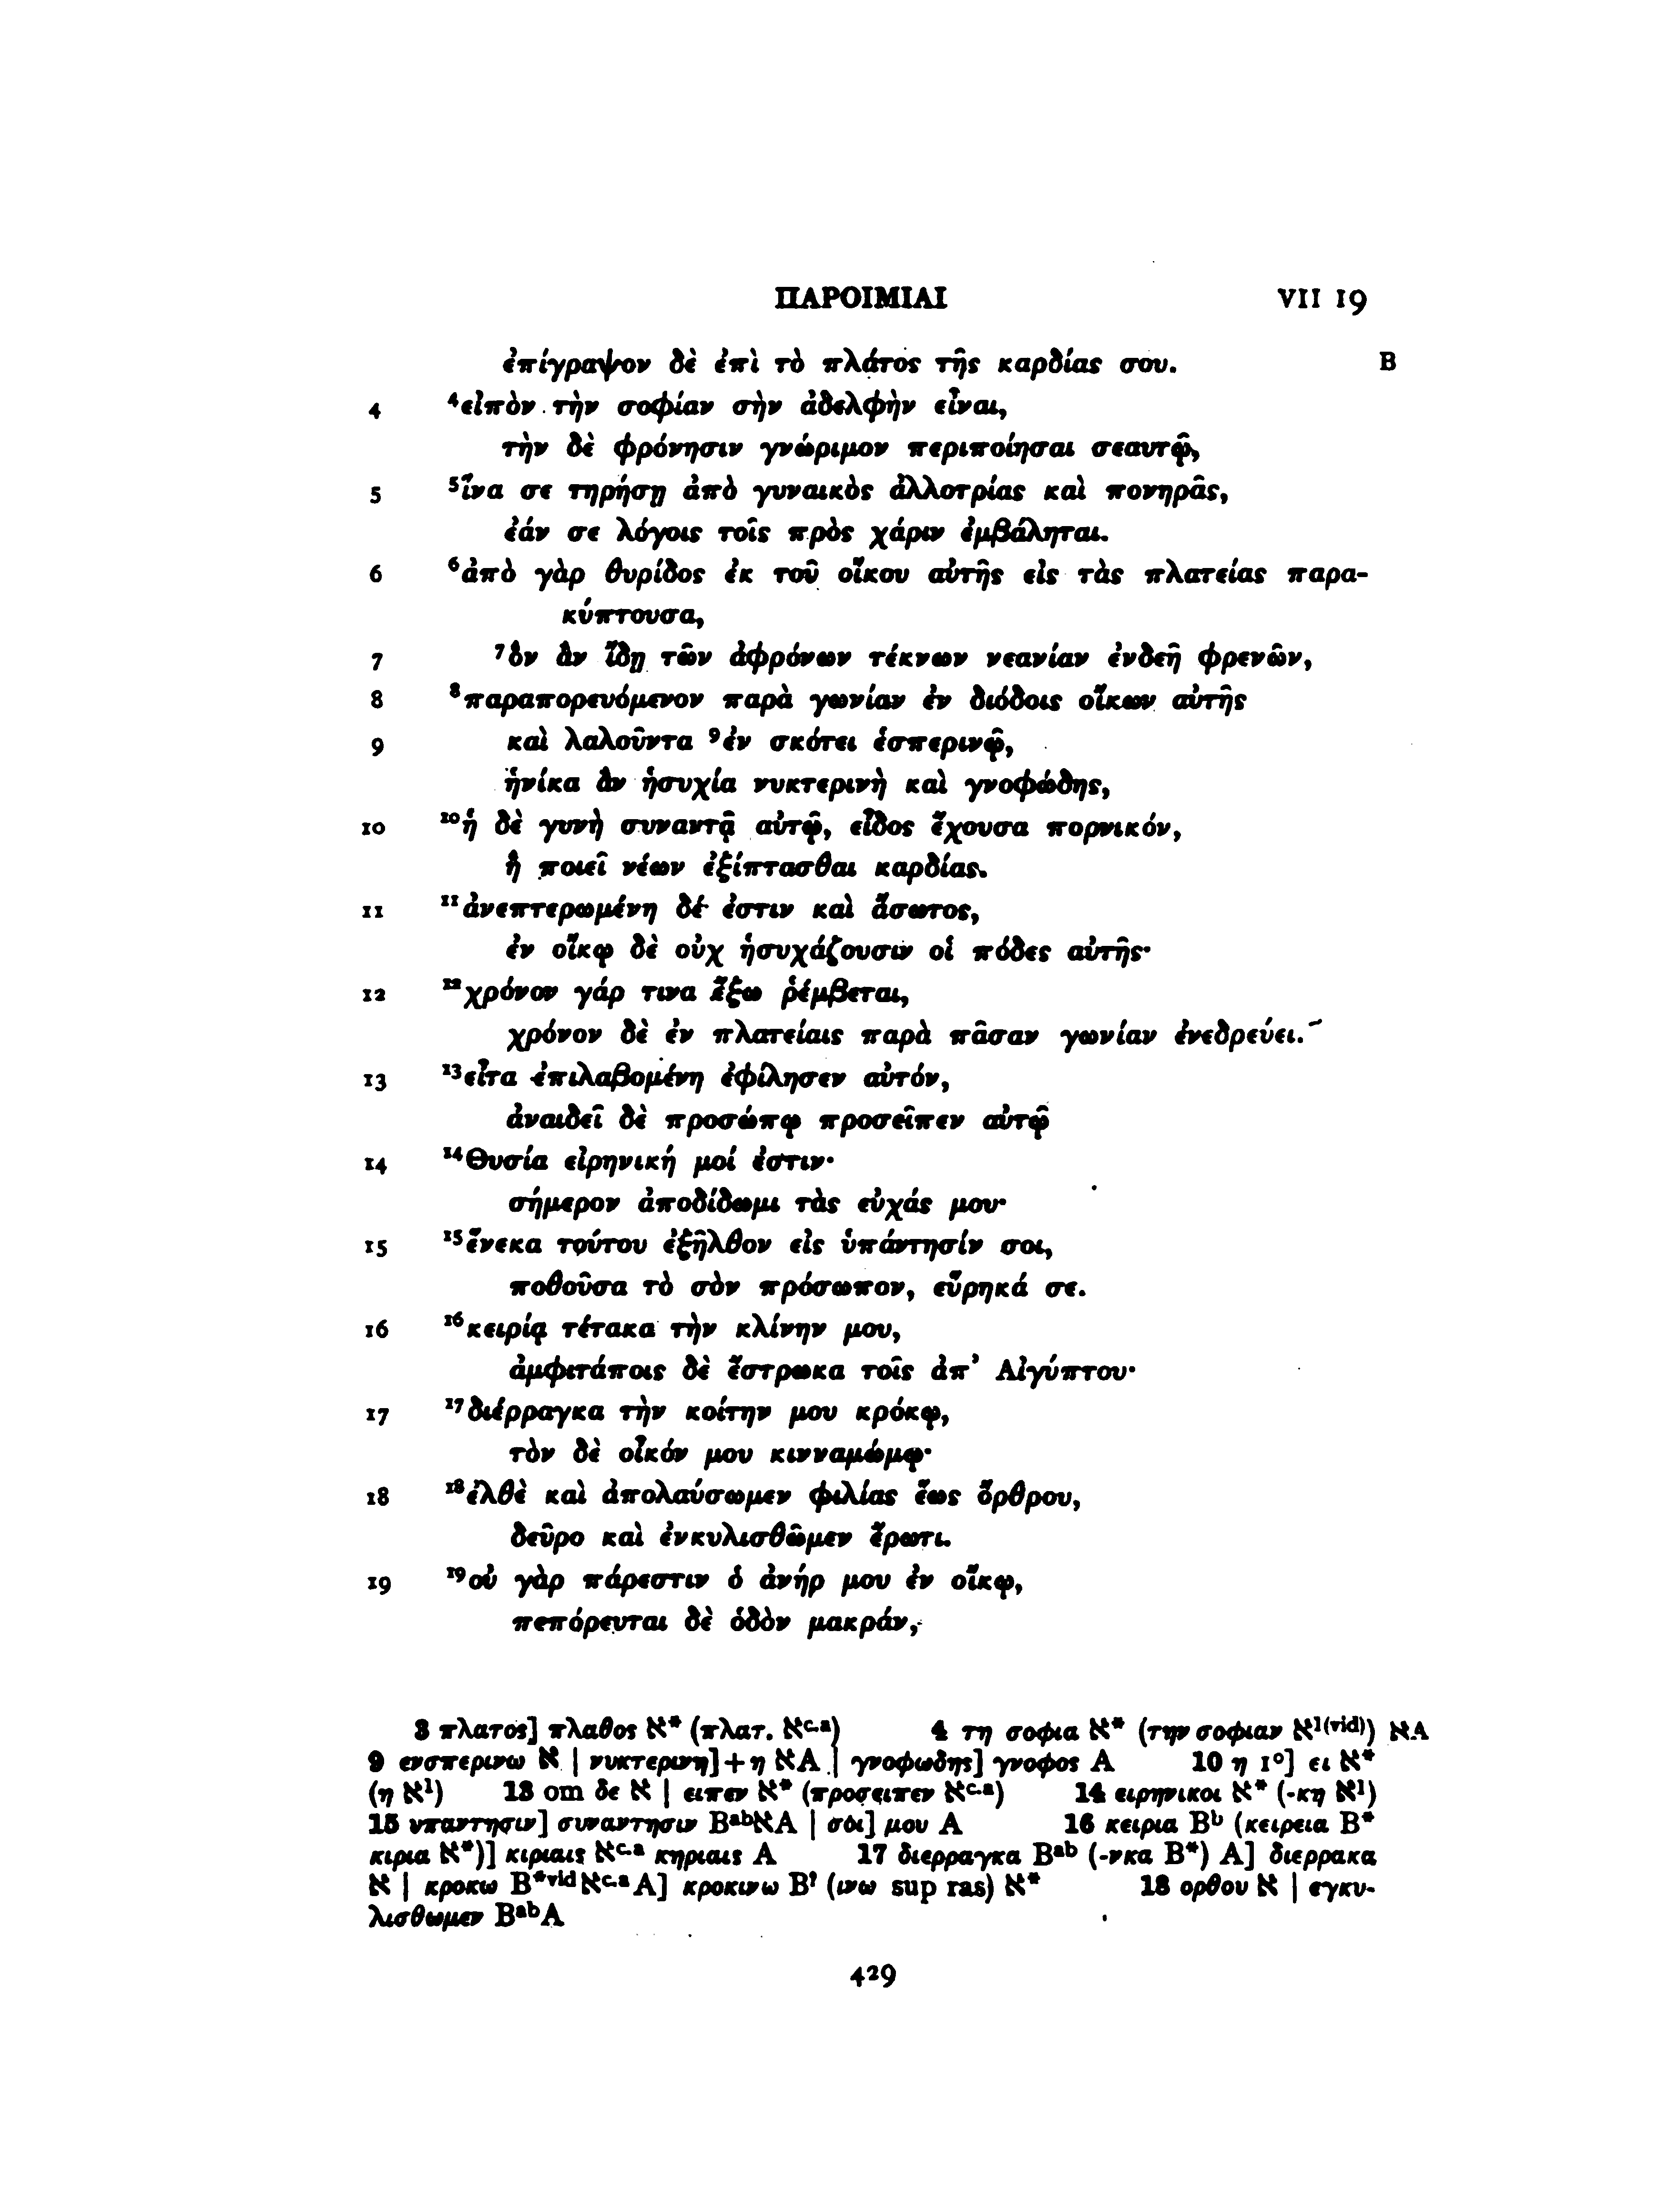 ΠΑΡΟΙΜΙΑΙ VII 19
ἐπίγραψον δὲ ἐπὶ τὸ πλάτος τῆς καρδίας σου. B
4 ⁴εἰπὸν τὴν σοφίαν σὴν ἀδελφὴν εἶναι,
τὴν δὲ φρόνησιν γνώριμον περιποίησαι σεαυτῷ,
5 ⁵ἵνα σε τηρήσῃ ἀπὸ γυναικὸς ἀλλοτρίας καὶ πονηρᾶς,
ἐάν σε λόγοις τοῖς πρὸς χάριν ἐμβάληται.
6 ⁶ἀπὸ γὰρ θυρίδος ἐκ τοῦ οἴκου αὐτῆς εἰς τὰς πλατείας παρα-
κύπτουσα,
7 ⁷ὃν ἂν ἴδῃ τῶν ἀφρόνων τέκνων νεανίαν ἐνδεῆ φρενῶν,
8 ⁸παραπορευόμενον παρὰ γωνίαν ἐν διόδοις οἴκων αὐτῆς
9 καὶ λαλοῦντα ⁹ἐν σκότει ἑσπερινῷ,
ἡνίκα ἂν ἡσυχία νυκτερινὴ καὶ γνοφώδης,
10 ¹⁰ἡ δὲ γυνὴ συναντᾷ αὐτῷ, εἶδος ἔχουσα πορνικόν,
ἣ ποιεῖ νέων ἐξίπτασθαι καρδίας.
11 ¹¹ἀνεπτερωμένη δέ ἐστιν καὶ ἄσωτος,
ἐν οἴκῳ δὲ οὐχ ἡσυχάζουσιν οἱ πόδες αὐτῆς·
12 ¹²χρόνον γάρ τινα ἔξω ῥέμβεται,
χρόνον δὲ ἐν πλατείαις παρὰ πᾶσαν γωνίαν ἐνεδρεύει.
13 ¹³εἶτα ἐπιλαβομένη ἐφίλησεν αὐτόν,
ἀναιδεῖ δὲ προσώπῳ προσεῖπεν αὐτῷ
14 ¹⁴Θυσία εἰρηνική μοί ἐστιν·
σήμερον ἀποδίδωμι τὰς εὐχάς μου·
15 ¹⁵ἕνεκα τούτου ἐξῆλθον εἰς ὑπάντησίν σοι,
ποθοῦσα τὸ σὸν πρόσωπον, εὕρηκά σε.
16 ¹⁶κειρίᾳ τέτακα τὴν κλίνην μου,
ἀμφιτάποις δὲ ἔστρωκα τοῖς ἀπ’ Αἰγύπτου·
17 ¹⁷διέρραγκα τὴν κοίτην μου κρόκῳ,
τὸν δὲ οἶκόν μου κινναμώμῳ·
18 ¹⁸ἐλθὲ καὶ ἀπολαύσωμεν φιλίας ἕως ὄρθρου,
δεῦρο καὶ ἐνκυλισθῶμεν ἔρωτι.
19 ¹⁹οὐ γὰρ πάρεστιν ὁ ἀνήρ μου ἐν οἴκῳ,
πεπόρευται δὲ ὁδὸν μακράν,
3 πλατος] πλαθος א* (πλατ. אᶜ·ᵃ) 4 τη σοφια א* (την σοφιαν א¹⁽ᵛⁱᵈ⁾) אA
9 ενσπερινω א | νυκτερινη]+η אA | γνοφωδης] γνοφος A 10 η 1°] ει א*
(η א¹) 13 om δε א | ειπεν א* (προσειπεν אᶜ·ᵃ) 14 ειρηνικοι א* (-κη א¹)
15 υπαντησιν] συναντησιν BᵃᵇאA | σοι] μου A 16 κειρια Bᵇ (κειρεια B*
κιρια א*)] κιριαις אᶜ·ᵃ κηριαις A 17 διερραγκα Bᵃᵇ (-νκα B*) A] διερρακα
א | κροκω B*ᵛⁱᵈ אᶜ·ᵃ A] κροκινω B? (ινω sup ras) א* 18 ορθου א | εγκυ-
λισθωμεν BᵃᵇA
429